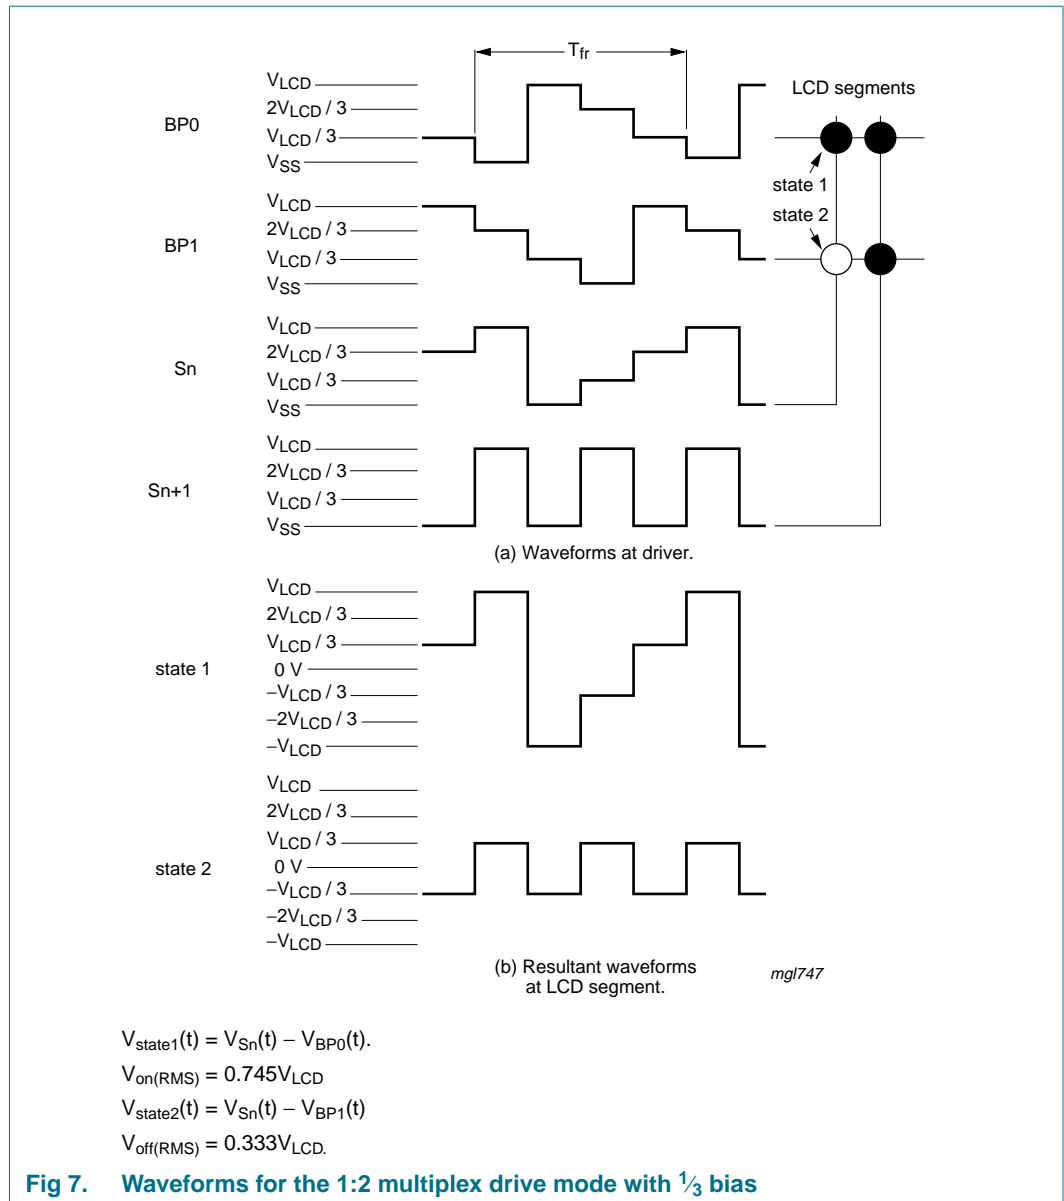 Tfr
VLCD
2VLCD / 3
VLCD / 3
VSS
BP0
LCD segments
state 1
state 2
VLCD
2VLCD / 3
VLCD / 3
VSS
BP1
VLCD
2VLCD / 3
VLCD / 3
VSS
Sn
VLCD
2VLCD / 3
VLCD / 3
VSS
Sn+1
(a) Waveforms at driver.
VLCD
2VLCD / 3
VLCD / 3
0 V
−VLCD / 3
−2VLCD / 3
−VLCD
state 1
VLCD
2VLCD / 3
VLCD / 3
0 V
−VLCD / 3
−2VLCD / 3
−VLCD
state 2
(b) Resultant waveforms
at LCD segment.
mgl747
Vstate1(t) = VSn(t) − VBP0(t).
Von(RMS) = 0.745VLCD
Vstate2(t) = VSn(t) − VBP1(t)
Voff(RMS) = 0.333VLCD.
Fig 7. Waveforms for the 1:2 multiplex drive mode with 1⁄3 bias